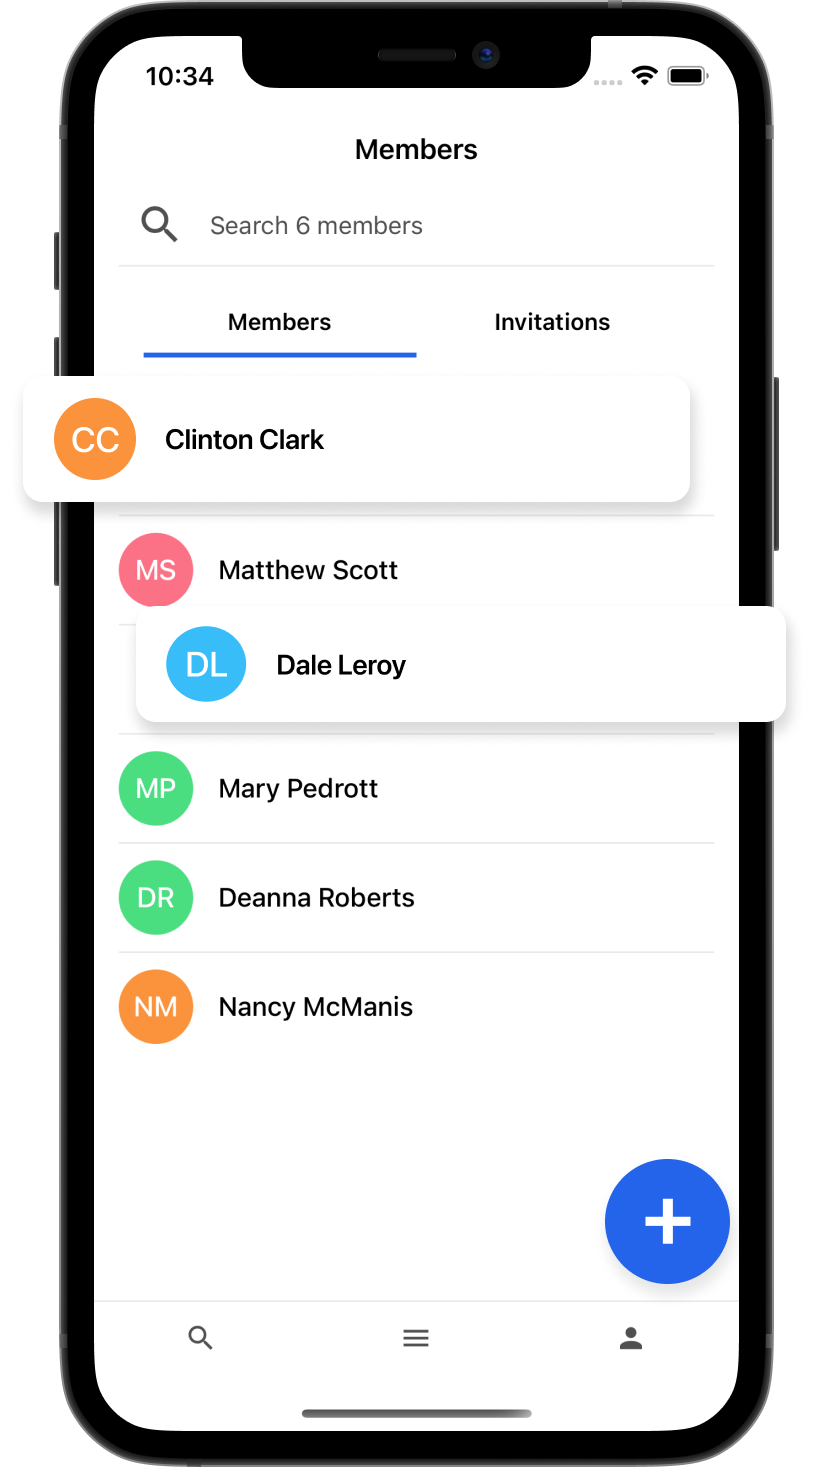 10:34
Members
Search 6 members
Members Invitations
CC Clinton Clark
MS Matthew Scott
DL Dale Leroy
MP Mary Pedrott
DR Deanna Roberts
NM Nancy McManis